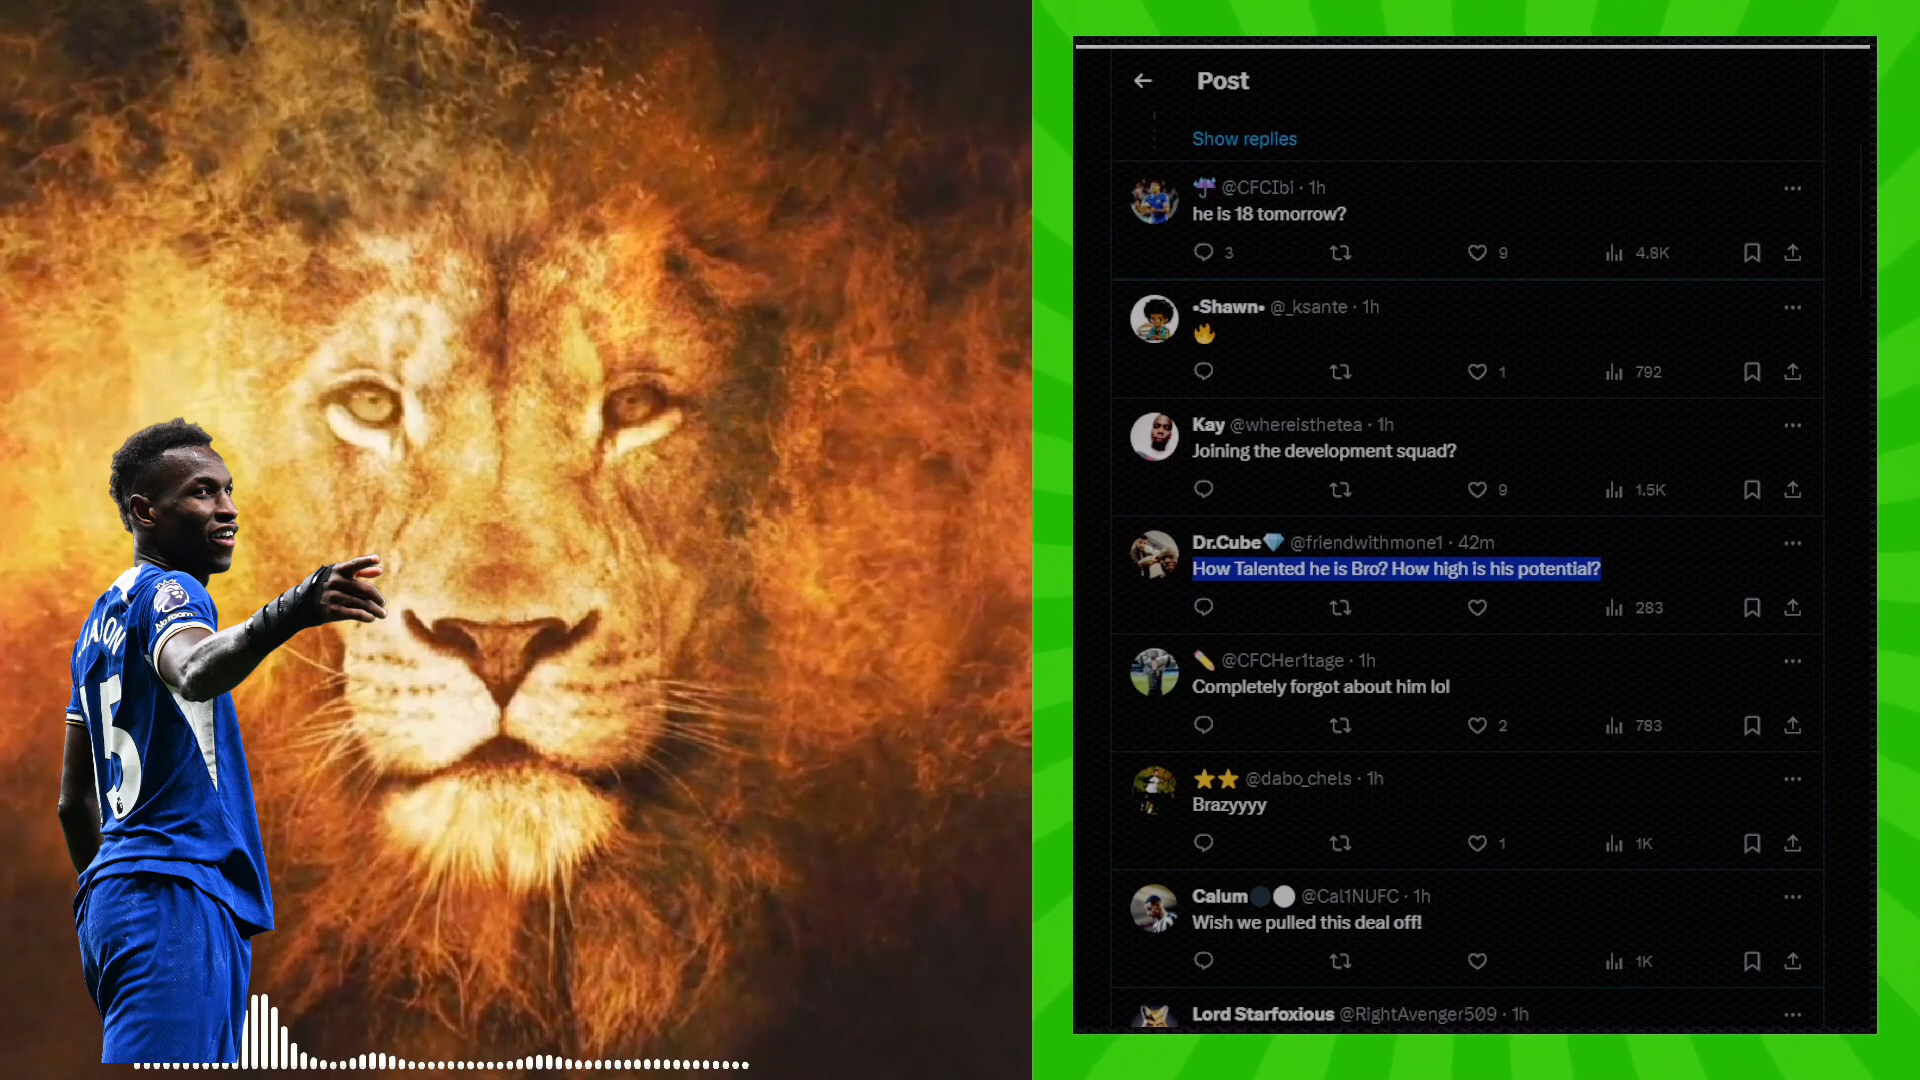 Post
Show replies
@CFCIbi · 1h
he is 18 tomorrow?
3 9 4.8K
•Shawn• @_ksante · 1h
🔥
1 792
Kay @whereisthetea · 1h
Joining the development squad?
9 1.5K
Dr.Cube💎 @friendwithmone1 · 42m
How Talented he is Bro? How high is his potential?
283
✏️ @CFCHer1tage · 1h
Completely forgot about him lol
2 783
⭐⭐ @dabo_chels · 1h
Brazyyyy
1 1K
Calum⚫⚪ @Cal1NUFC · 1h
Wish we pulled this deal off!
1K
Lord Starfoxious @RightAvenger509 · 1h
No room
15